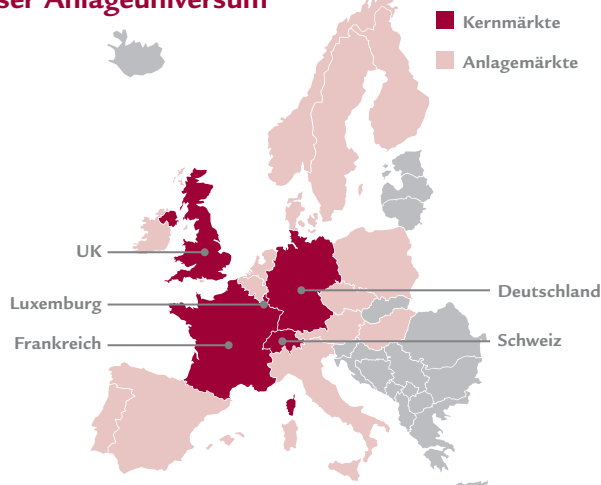 ser Anlageuniversum
Kernmärkte
Anlagemärkte
UK
Luxemburg
Frankreich
Deutschland
Schweiz